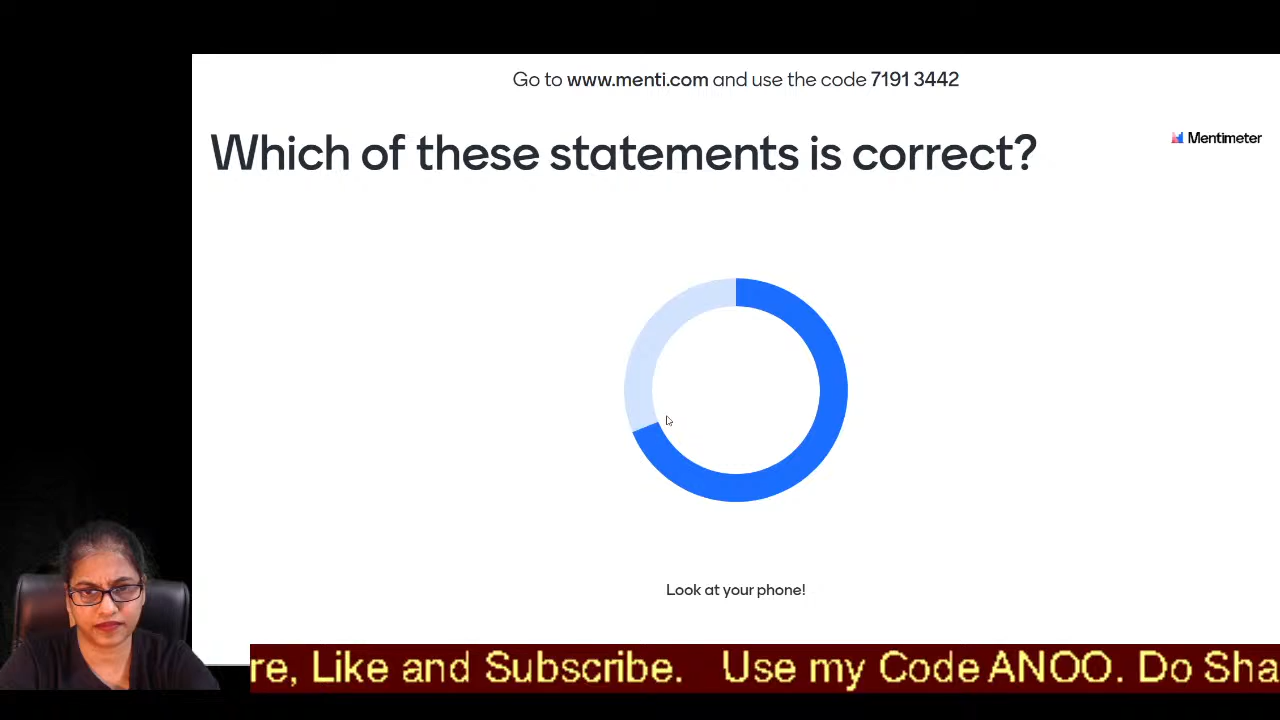 Go to www.menti.com and use the code 7191 3442
Which of these statements is correct?
Mentimeter
Look at your phone!
re, Like and Subscribe. Use my Code ANOO. Do Sha